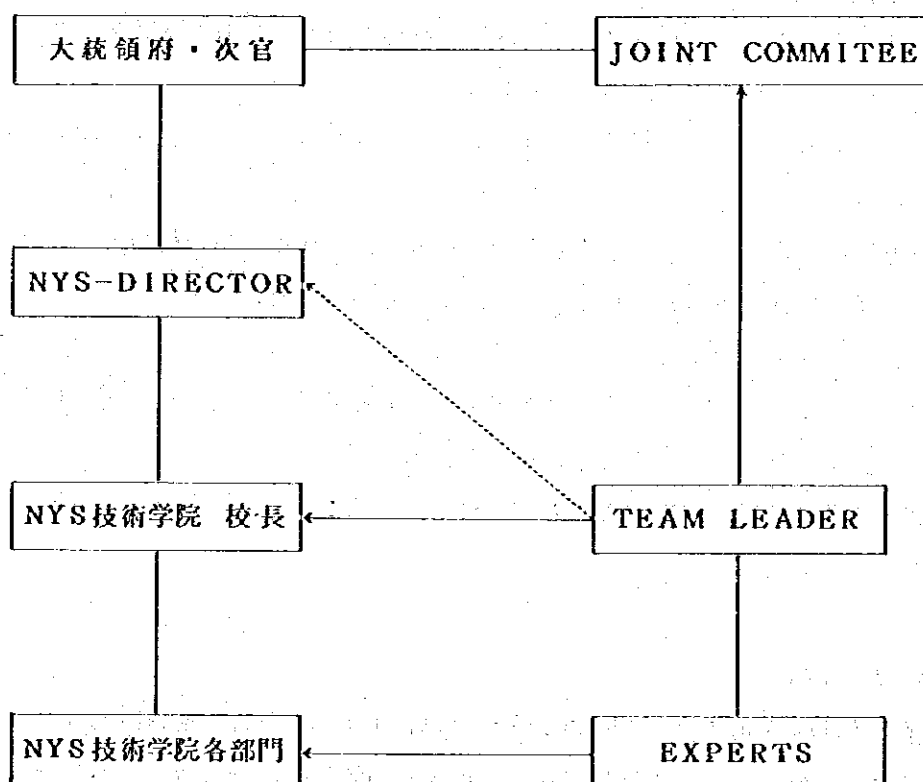 大統領府・次官
JOINT COMMITEE
NYS-DIRECTOR
NYS技術学院 校長
TEAM LEADER
NYS技術学院各部門
EXPERTS